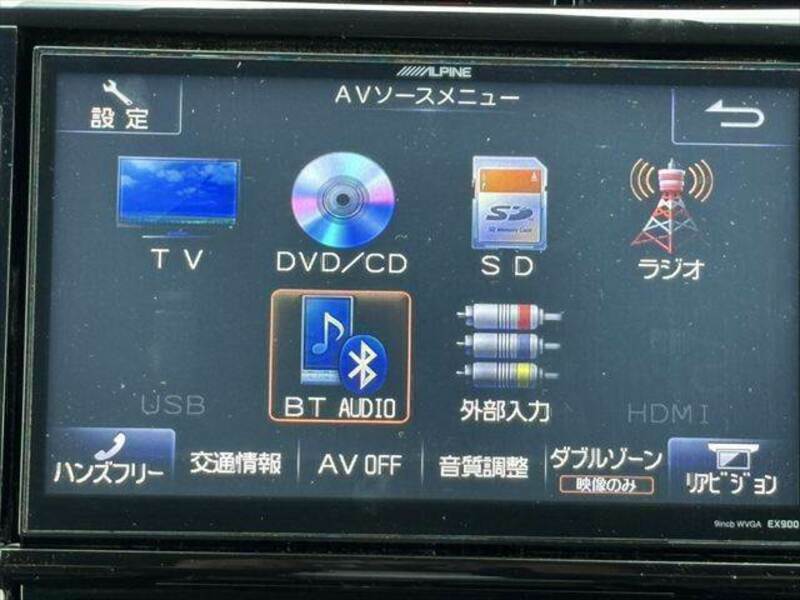 ALPINE
AVソースメニュー
設定
TV
DVD/CD
SD
SD Memory Card
ラジオ
USB
BT AUDIO
外部入力
HDMI
ハンズフリー
交通情報
AV OFF
音質調整
ダブルゾーン
映像のみ
リアビジョン
9inch WVGA EX900